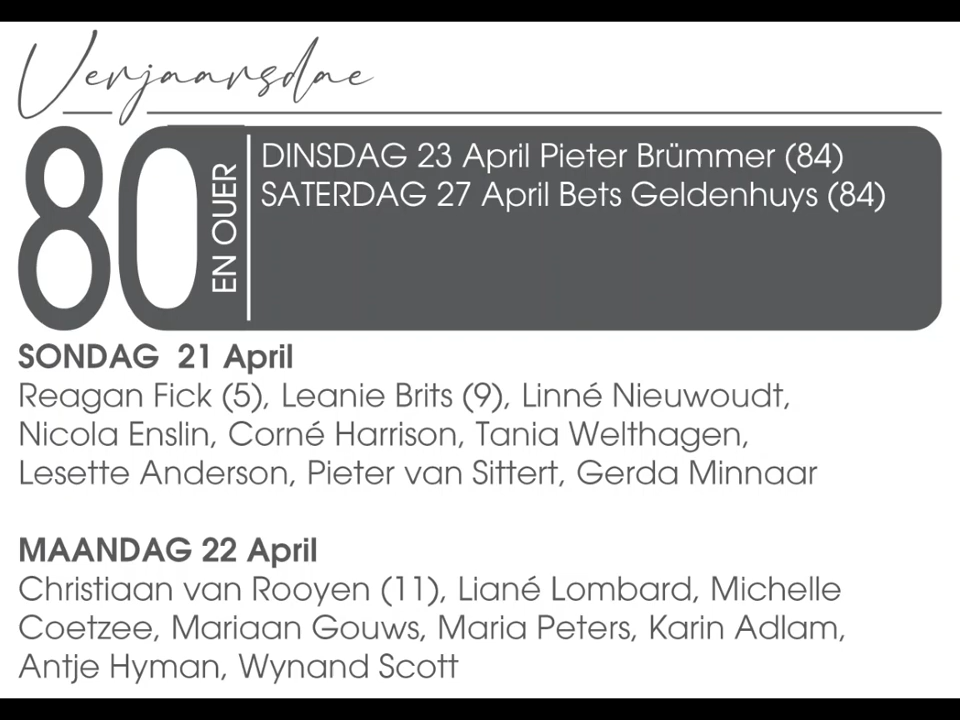 Verjaarsdae
80
EN OUER
DINSDAG 23 April Pieter Brümmer (84)
SATERDAG 27 April Bets Geldenhuys (84)
SONDAG  21 April
Reagan Fick (5), Leanie Brits (9), Linné Nieuwoudt,
Nicola Enslin, Corné Harrison, Tania Welthagen,
Lesette Anderson, Pieter van Sittert, Gerda Minnaar
MAANDAG 22 April
Christiaan van Rooyen (11), Liané Lombard, Michelle
Coetzee, Mariaan Gouws, Maria Peters, Karin Adlam,
Antje Hyman, Wynand Scott